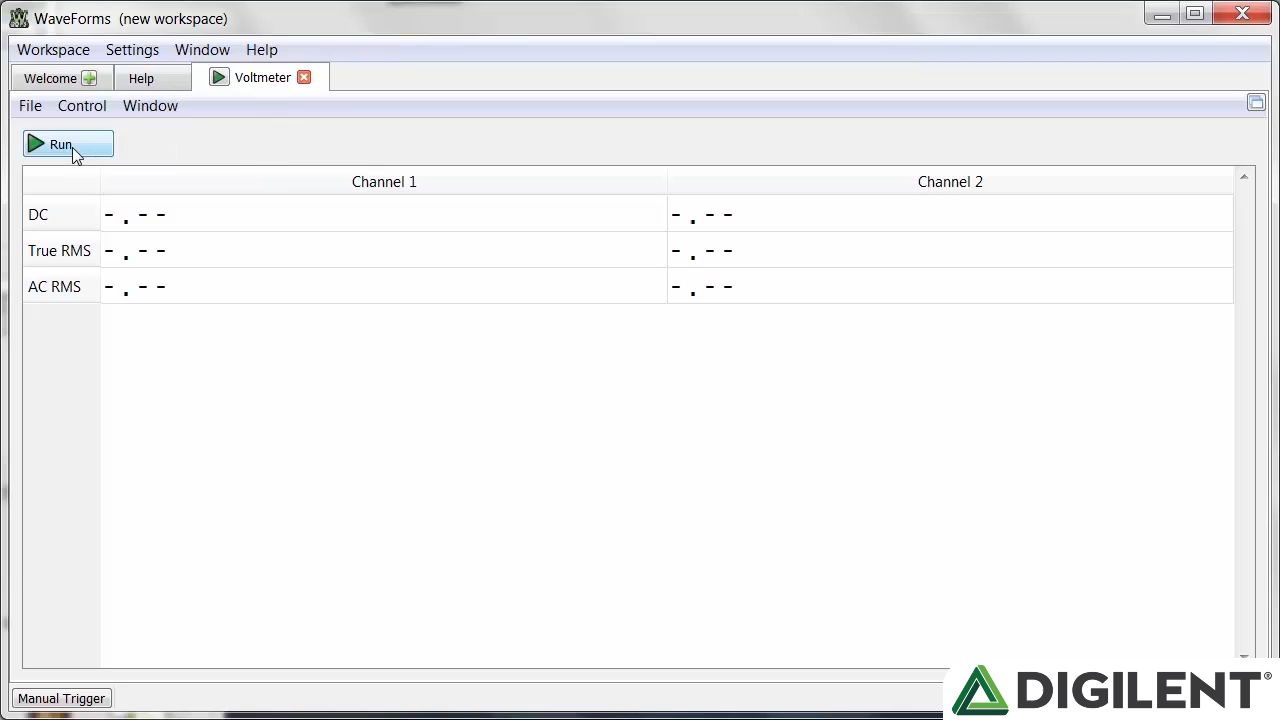 WaveForms (new workspace)
Workspace Settings Window Help
Welcome Help Voltmeter
File Control Window
Run
Channel 1 Channel 2
DC -.-- -.--
True RMS -.-- -.--
AC RMS -.-- -.--
Manual Trigger
DIGILENT®